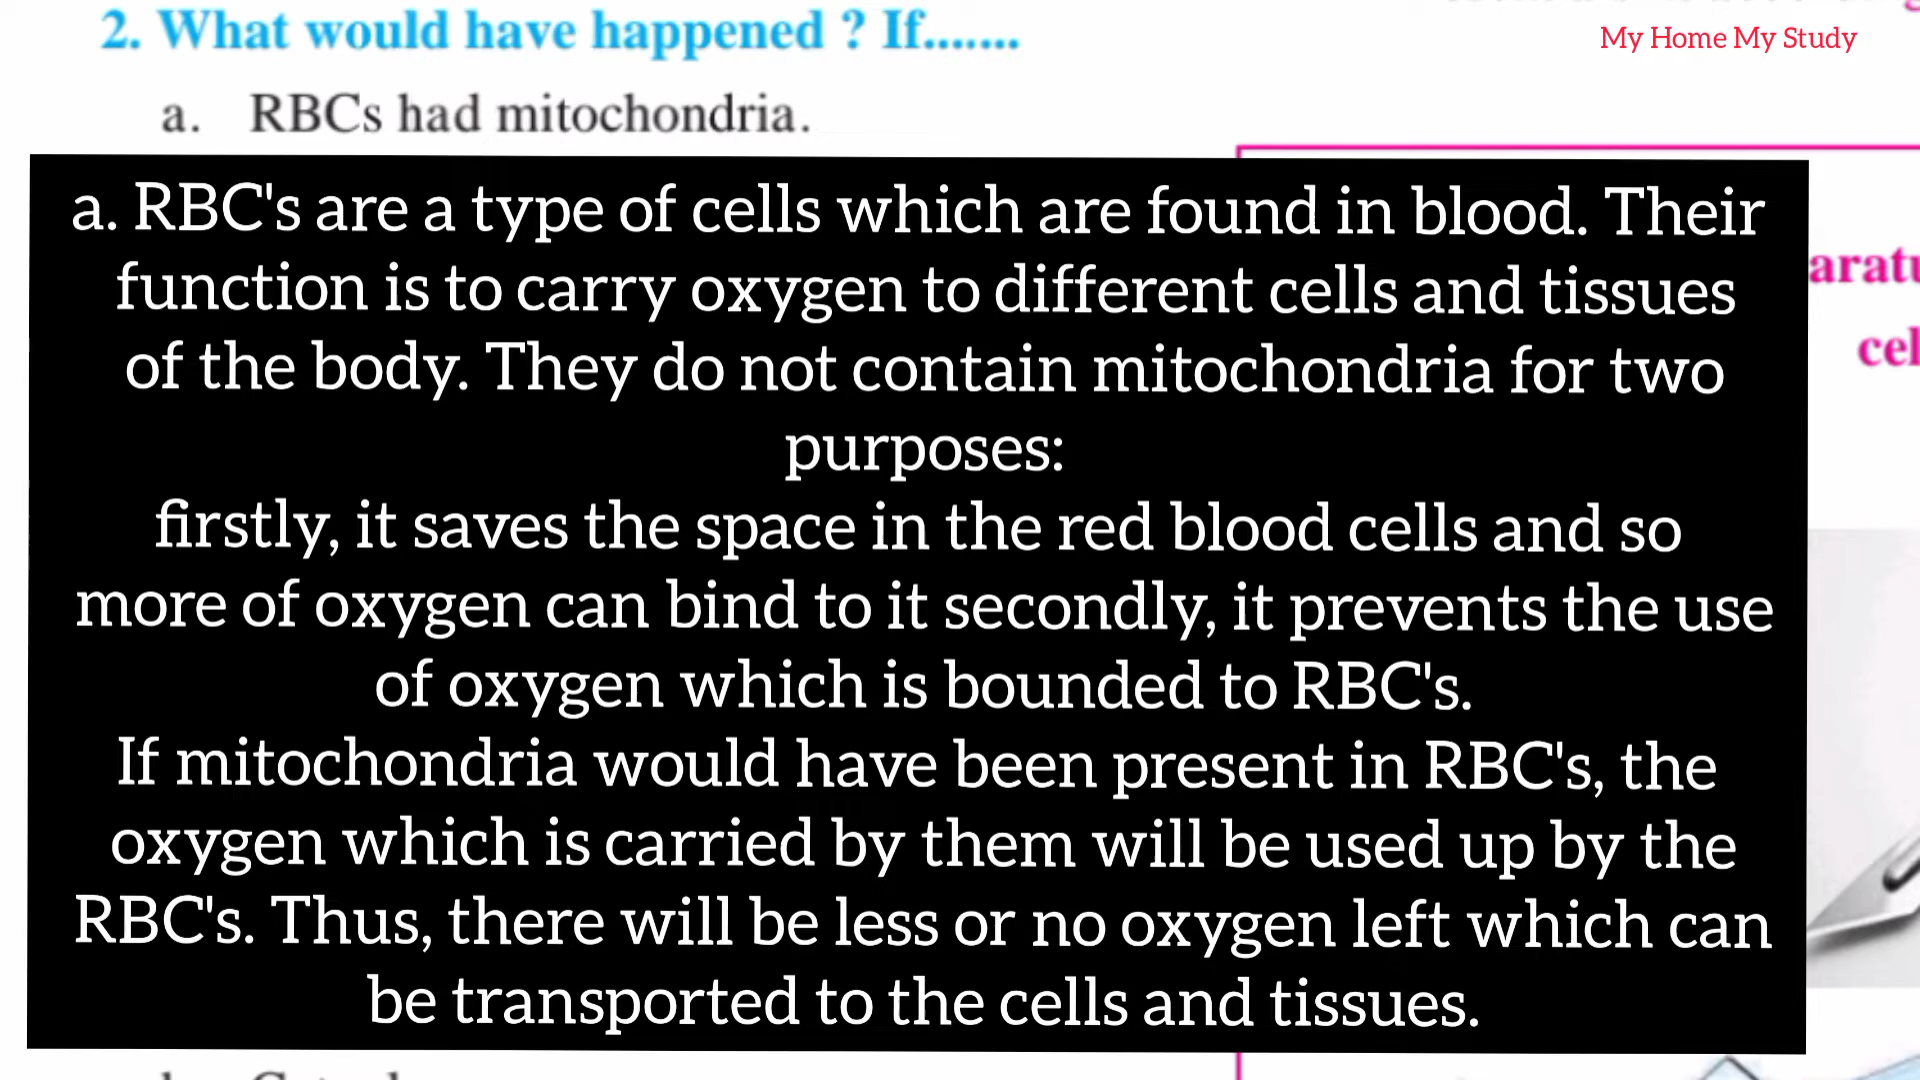 2. What would have happened ? If.......
My Home My Study
a. RBCs had mitochondria.
a. RBC's are a type of cells which are found in blood. Their
function is to carry oxygen to different cells and tissues
of the body. They do not contain mitochondria for two
purposes:
firstly, it saves the space in the red blood cells and so
more of oxygen can bind to it secondly, it prevents the use
of oxygen which is bounded to RBC's.
If mitochondria would have been present in RBC's, the
oxygen which is carried by them will be used up by the
RBC's. Thus, there will be less or no oxygen left which can
be transported to the cells and tissues.